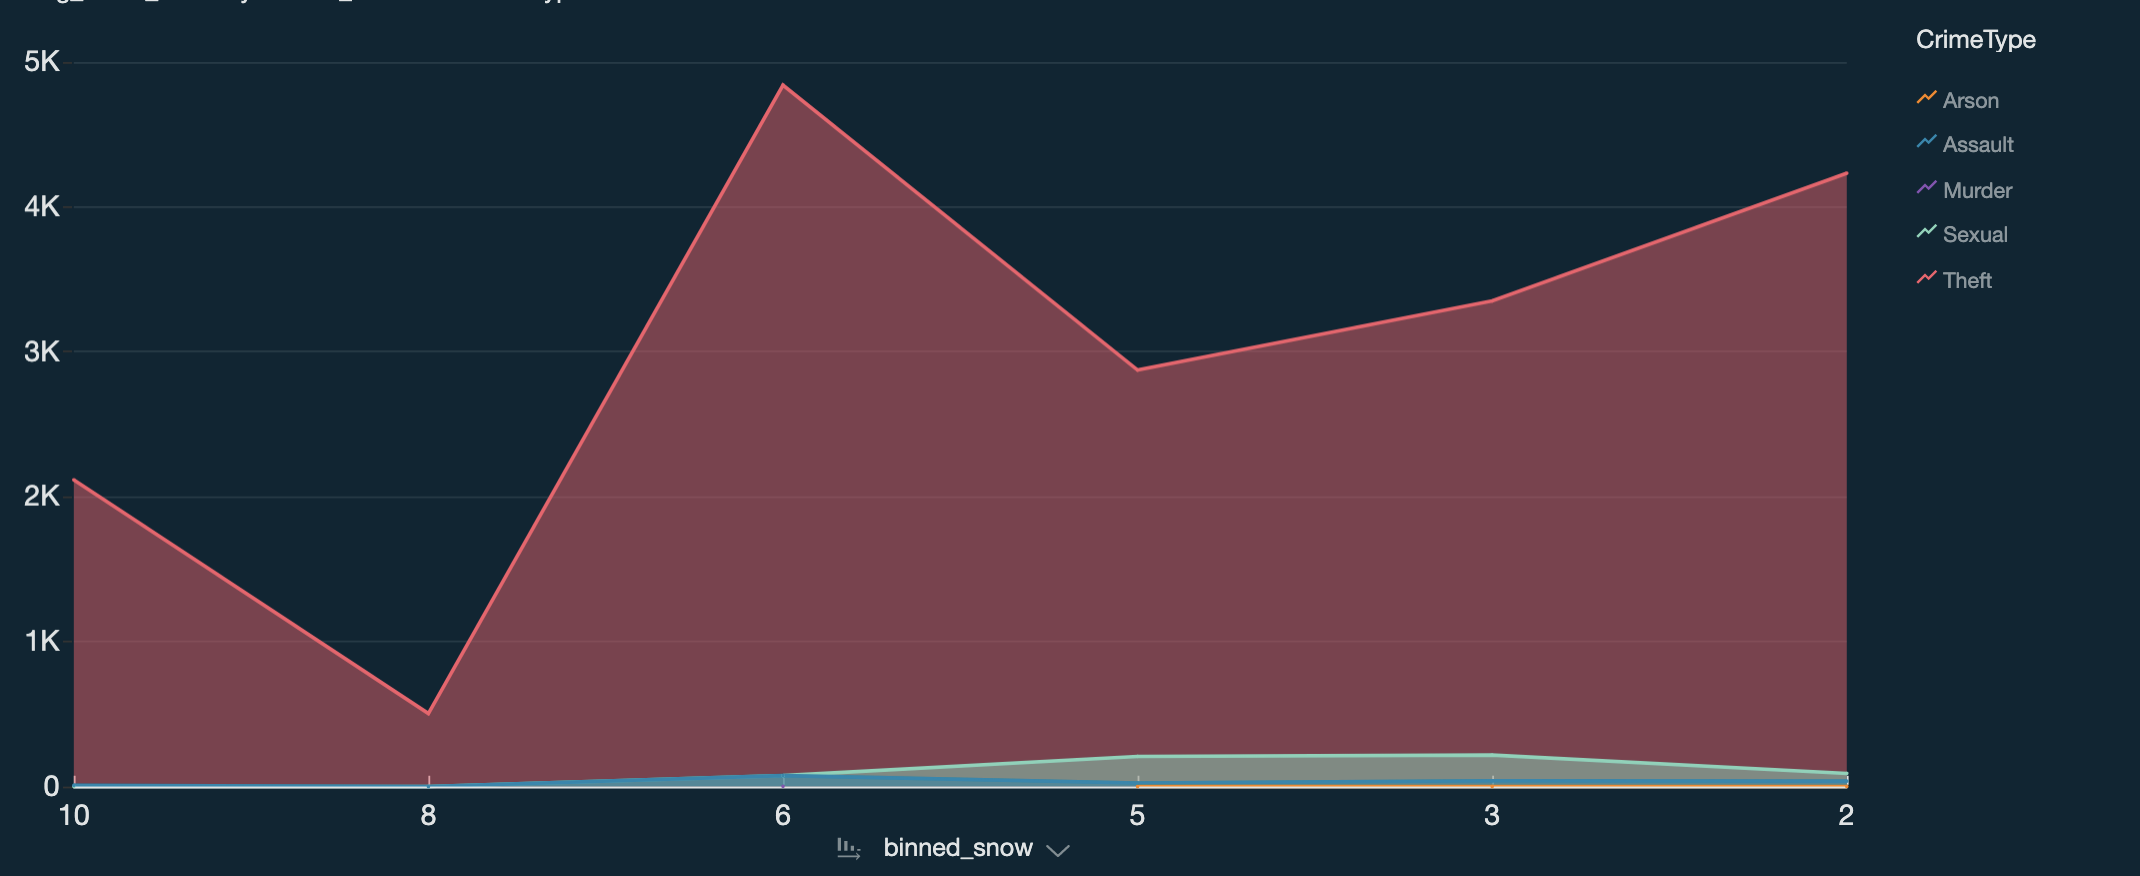 CrimeType
Arson
Assault
Murder
Sexual
Theft
5K
4K
3K
2K
1K
0
10 8 6 5 3 2
binned_snow